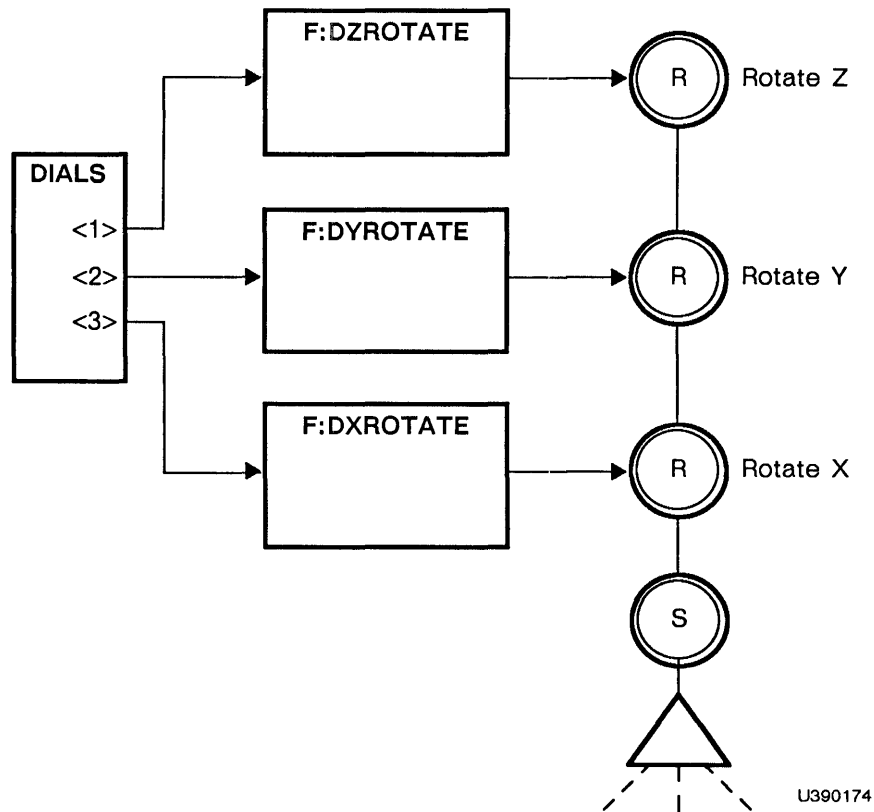 F:DZROTATE
R Rotate Z
DIALS
<1>
<2>
<3>
F:DYROTATE
R Rotate Y
F:DXROTATE
R Rotate X
S
U390174